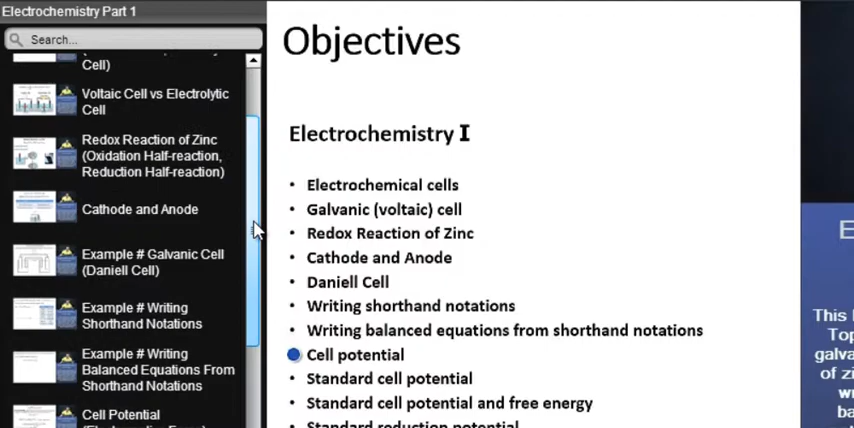 Electrochemistry Part 1
Search...
Cell)
Voltaic Cell vs Electrolytic
Cell
Redox Reaction of Zinc
(Oxidation Half-reaction,
Reduction Half-reaction)
Cathode and Anode
Example # Galvanic Cell
(Daniell Cell)
Example # Writing
Shorthand Notations
Example # Writing
Balanced Equations From
Shorthand Notations
Cell Potential
Objectives
Electrochemistry I
• Electrochemical cells
• Galvanic (voltaic) cell
• Redox Reaction of Zinc
• Cathode and Anode
• Daniell Cell
• Writing shorthand notations
• Writing balanced equations from shorthand notations
Cell potential
• Standard cell potential
• Standard cell potential and free energy
Standard reduction potential
E
This
Top
galva
of zi
w
ba